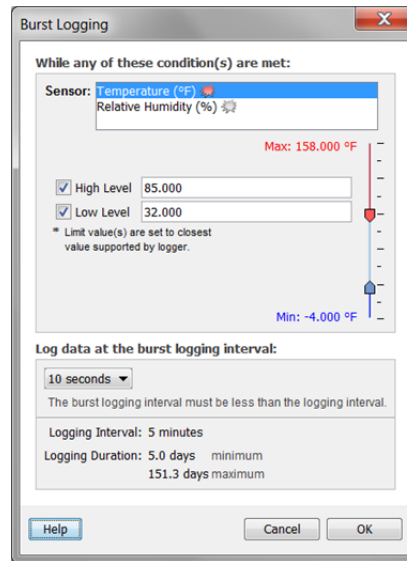 Burst Logging
While any of these condition(s) are met:
Sensor: Temperature (ºF)
Relative Humidity (%)
Max: 158.000 ºF
High Level 85.000
Low Level 32.000
* Limit value(s) are set to closest
value supported by logger.
Min: -4.000 ºF
Log data at the burst logging interval:
10 seconds
The burst logging interval must be less than the logging interval.
Logging Interval: 5 minutes
Logging Duration: 5.0 days minimum
151.3 days maximum
Help Cancel OK